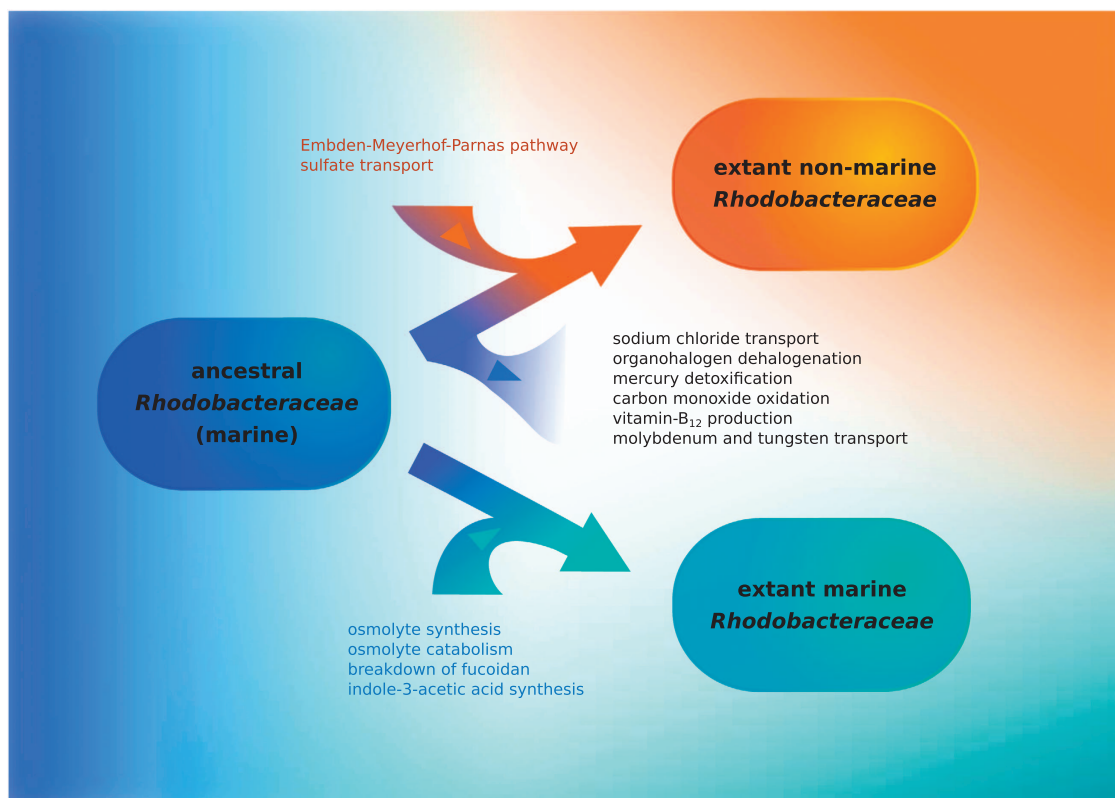 Embden-Meyerhof-Parnas pathway
sulfate transport
extant non-marine
Rhodobacteraceae
ancestral
Rhodobacteraceae
(marine)
sodium chloride transport
organohalogen dehalogenation
mercury detoxification
carbon monoxide oxidation
vitamin-B₁₂ production
molybdenum and tungsten transport
extant marine
Rhodobacteraceae
osmolyte synthesis
osmolyte catabolism
breakdown of fucoidan
indole-3-acetic acid synthesis